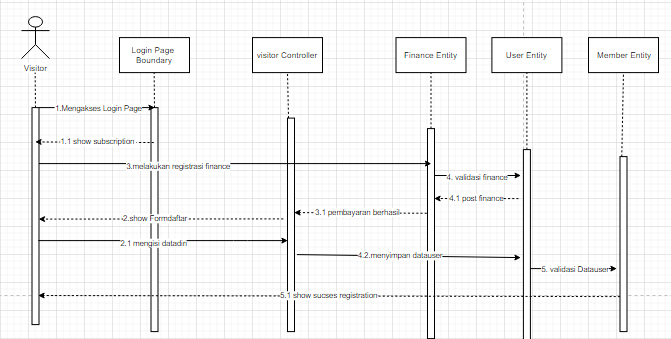 Visitor
Login Page
Boundary
visitor Controller
Finance Entity
User Entity
Member Entity
1.Mengakses Login Page
1.1 show subscription
3.melakukan registrasi finance
4. validasi finance
4.1 post finance
3.1 pembayaran berhasil
2.show Formdaftar
2.1 mengisi datadiri
4.2.menyimpan datauser
5. validasi Datauser
5.1 show sucses registration